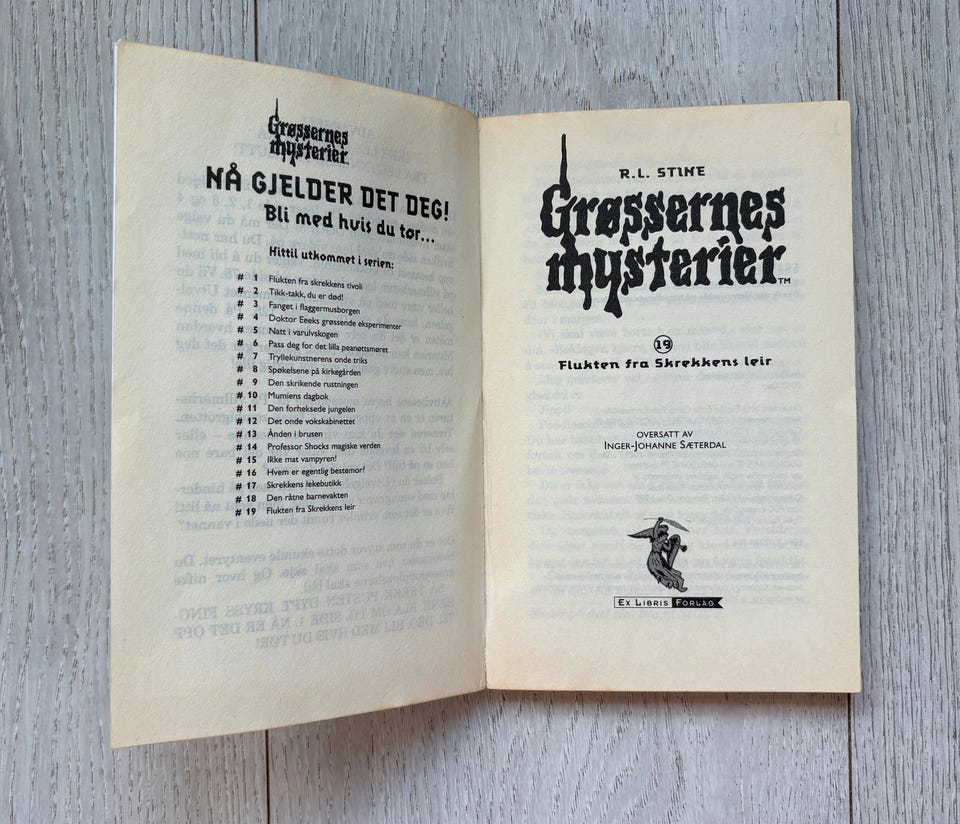 Grøssernes
mysterier
NÅ GJELDER DET DEG!
Bli med hvis du tør...
Hittil utkommet i serien:
# 1 Flukten fra skrekkens tivoli
# 2 Tikk-takk, du er død!
# 3 Fanget i flaggermusborgen
# 4 Doktor Eeeks grøssende eksperimenter
# 5 Natt i varulvskogen
# 6 Pass deg for det lilla peanøttsmøret
# 7 Tryllekunstnerens onde triks
# 8 Spøkelsene på kirkegården
# 9 Den skrikende rustningen
# 10 Mumiens dagbok
# 11 Den forheksede jungelen
# 12 Det onde vokskabinettet
# 13 Ånden i brusen
# 14 Professor Shocks magiske verden
# 15 Ikke mat vampyren!
# 16 Hvem er egentlig bestemor?
# 17 Skrekkens lekebutikk
# 18 Den råtne barnevakten
# 19 Flukten fra Skrekkens leir
R.L. STINE
Grøssernes
mysterier™
19
Flukten fra Skrekkens leir
OVERSATT AV
INGER-JOHANNE SÆTERDAL
EX LIBRIS FORLAG